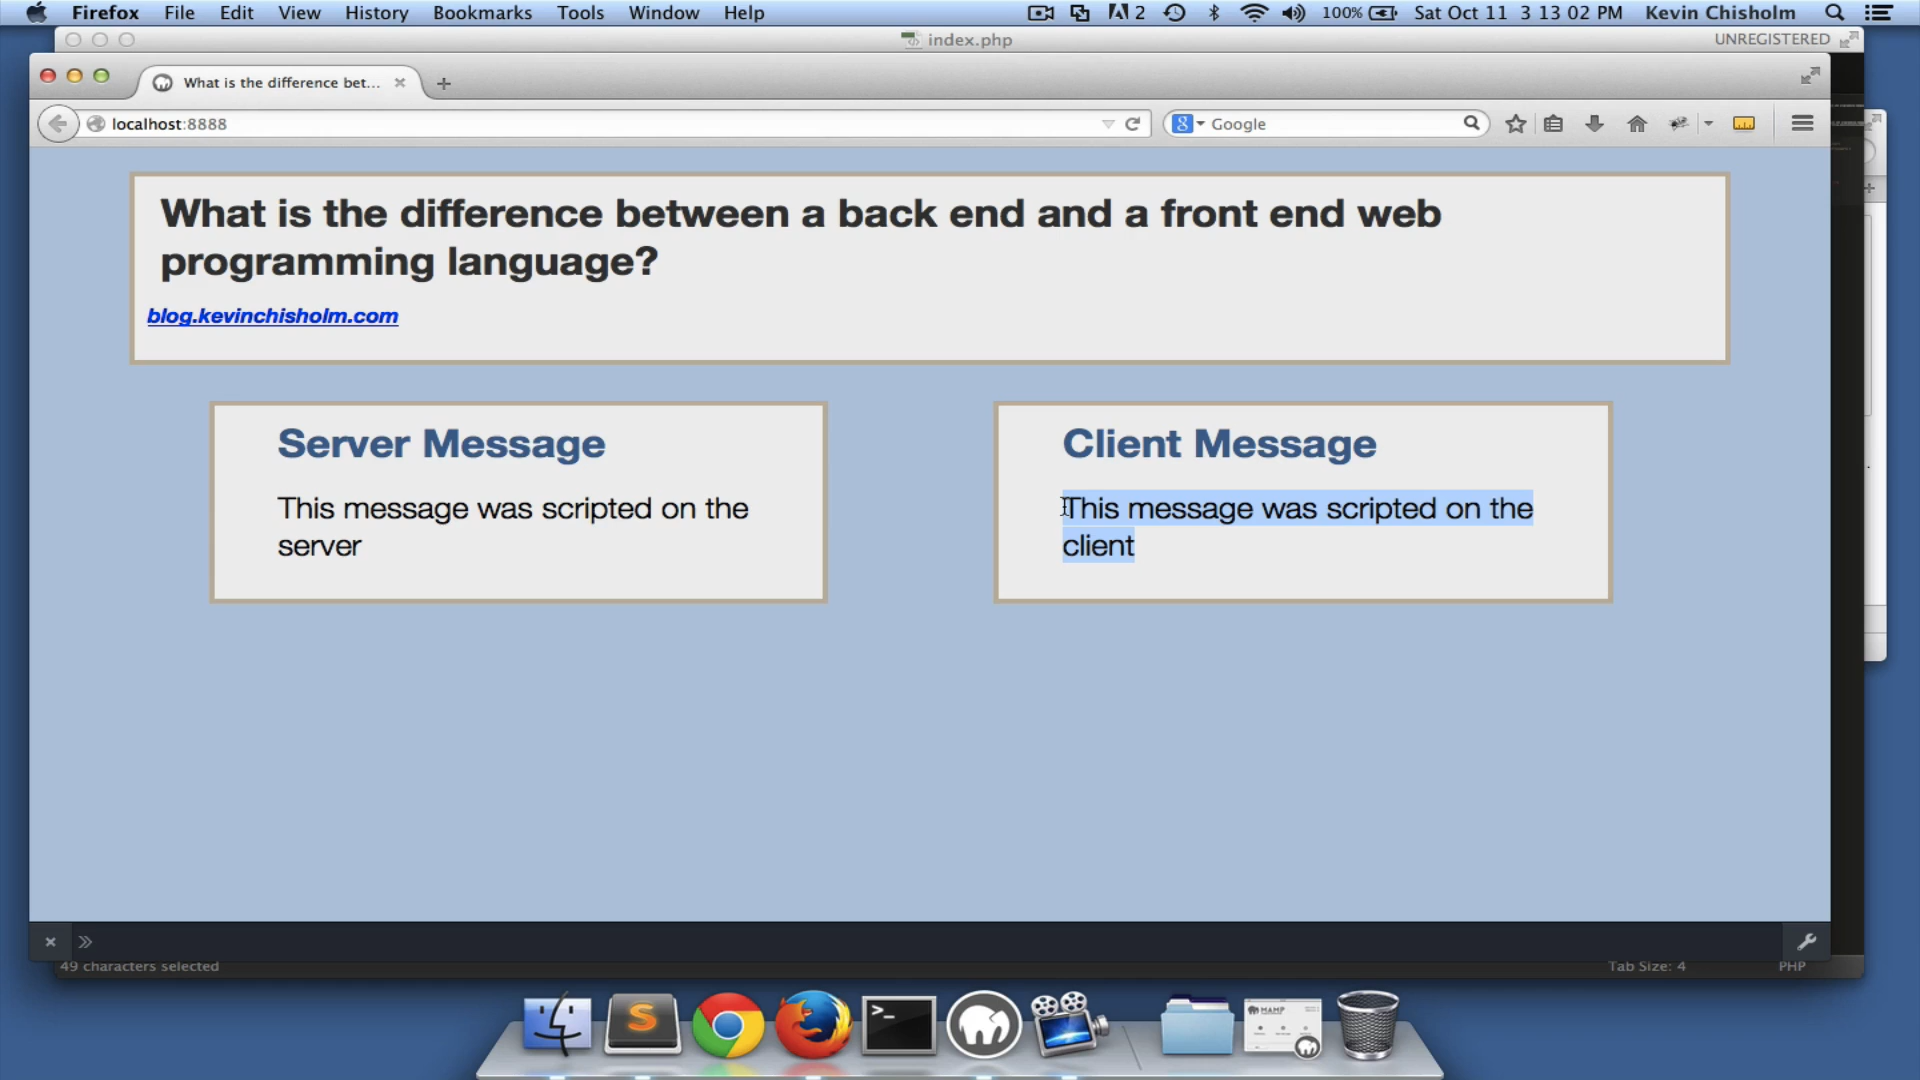 Firefox File Edit View History Bookmarks Tools Window Help 2 100% Sat Oct 11 3 13 02 PM Kevin Chisholm
index.php UNREGISTERED
What is the difference bet...
localhost:8888 Google
What is the difference between a back end and a front end web
programming language?
blog.kevinchisholm.com
Server Message
This message was scripted on the
server
Client Message
This message was scripted on the
client
49 characters selected Tab Size: 4 PHP
MAMP